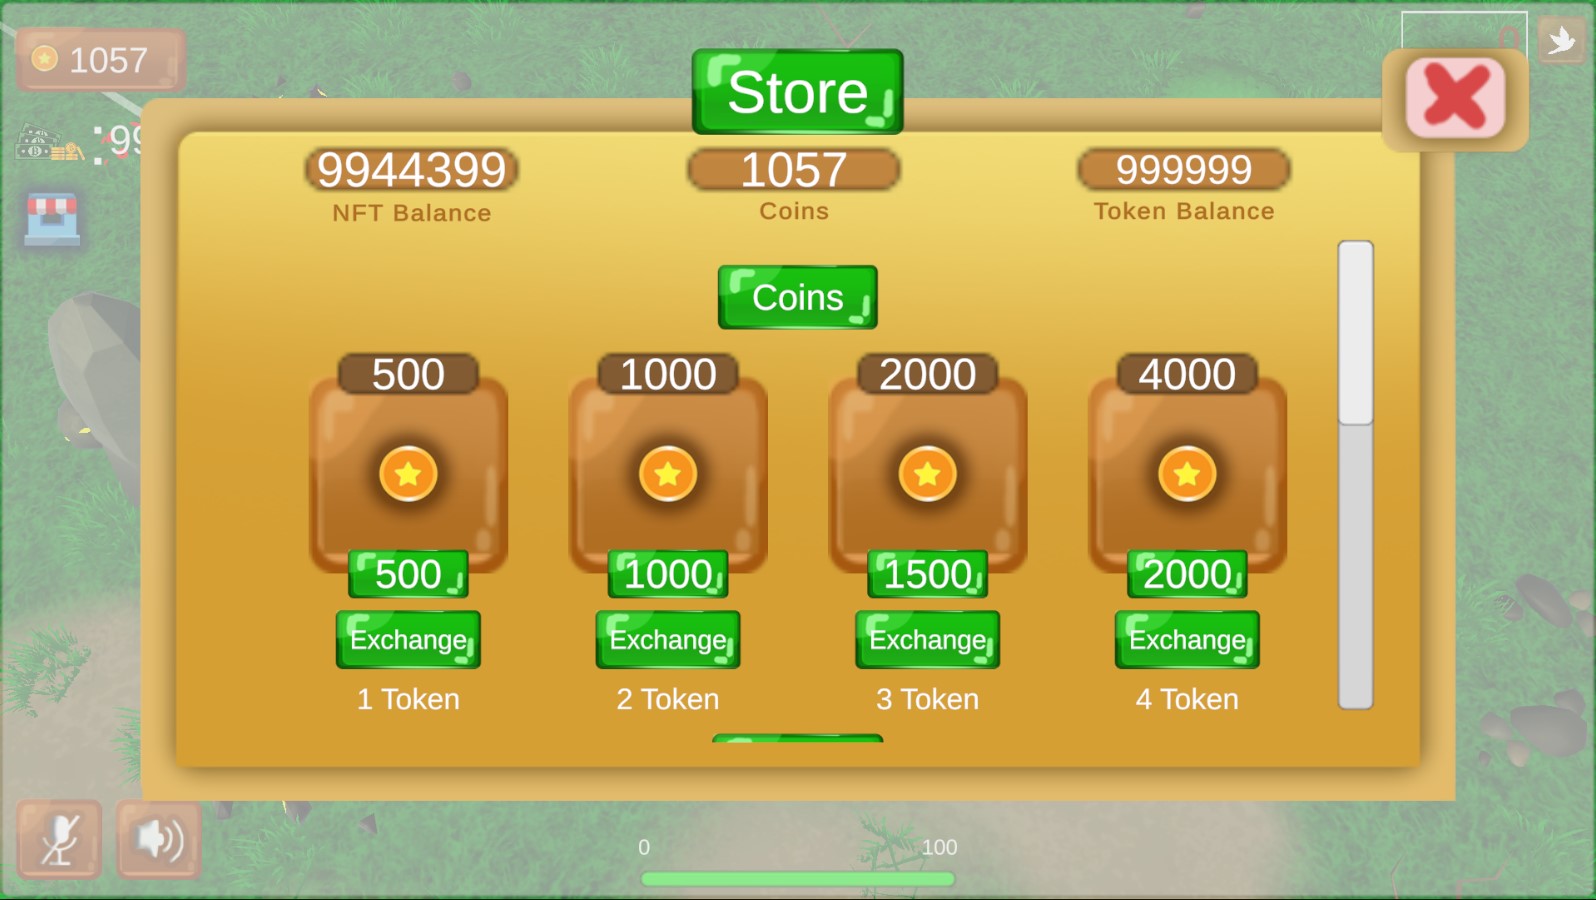 1057
Store
:99
9944399 1057 999999
NFT Balance Coins Token Balance
Coins
500 1000 2000 4000
500 1000 1500 2000
Exchange Exchange Exchange Exchange
1 Token 2 Token 3 Token 4 Token
0 100